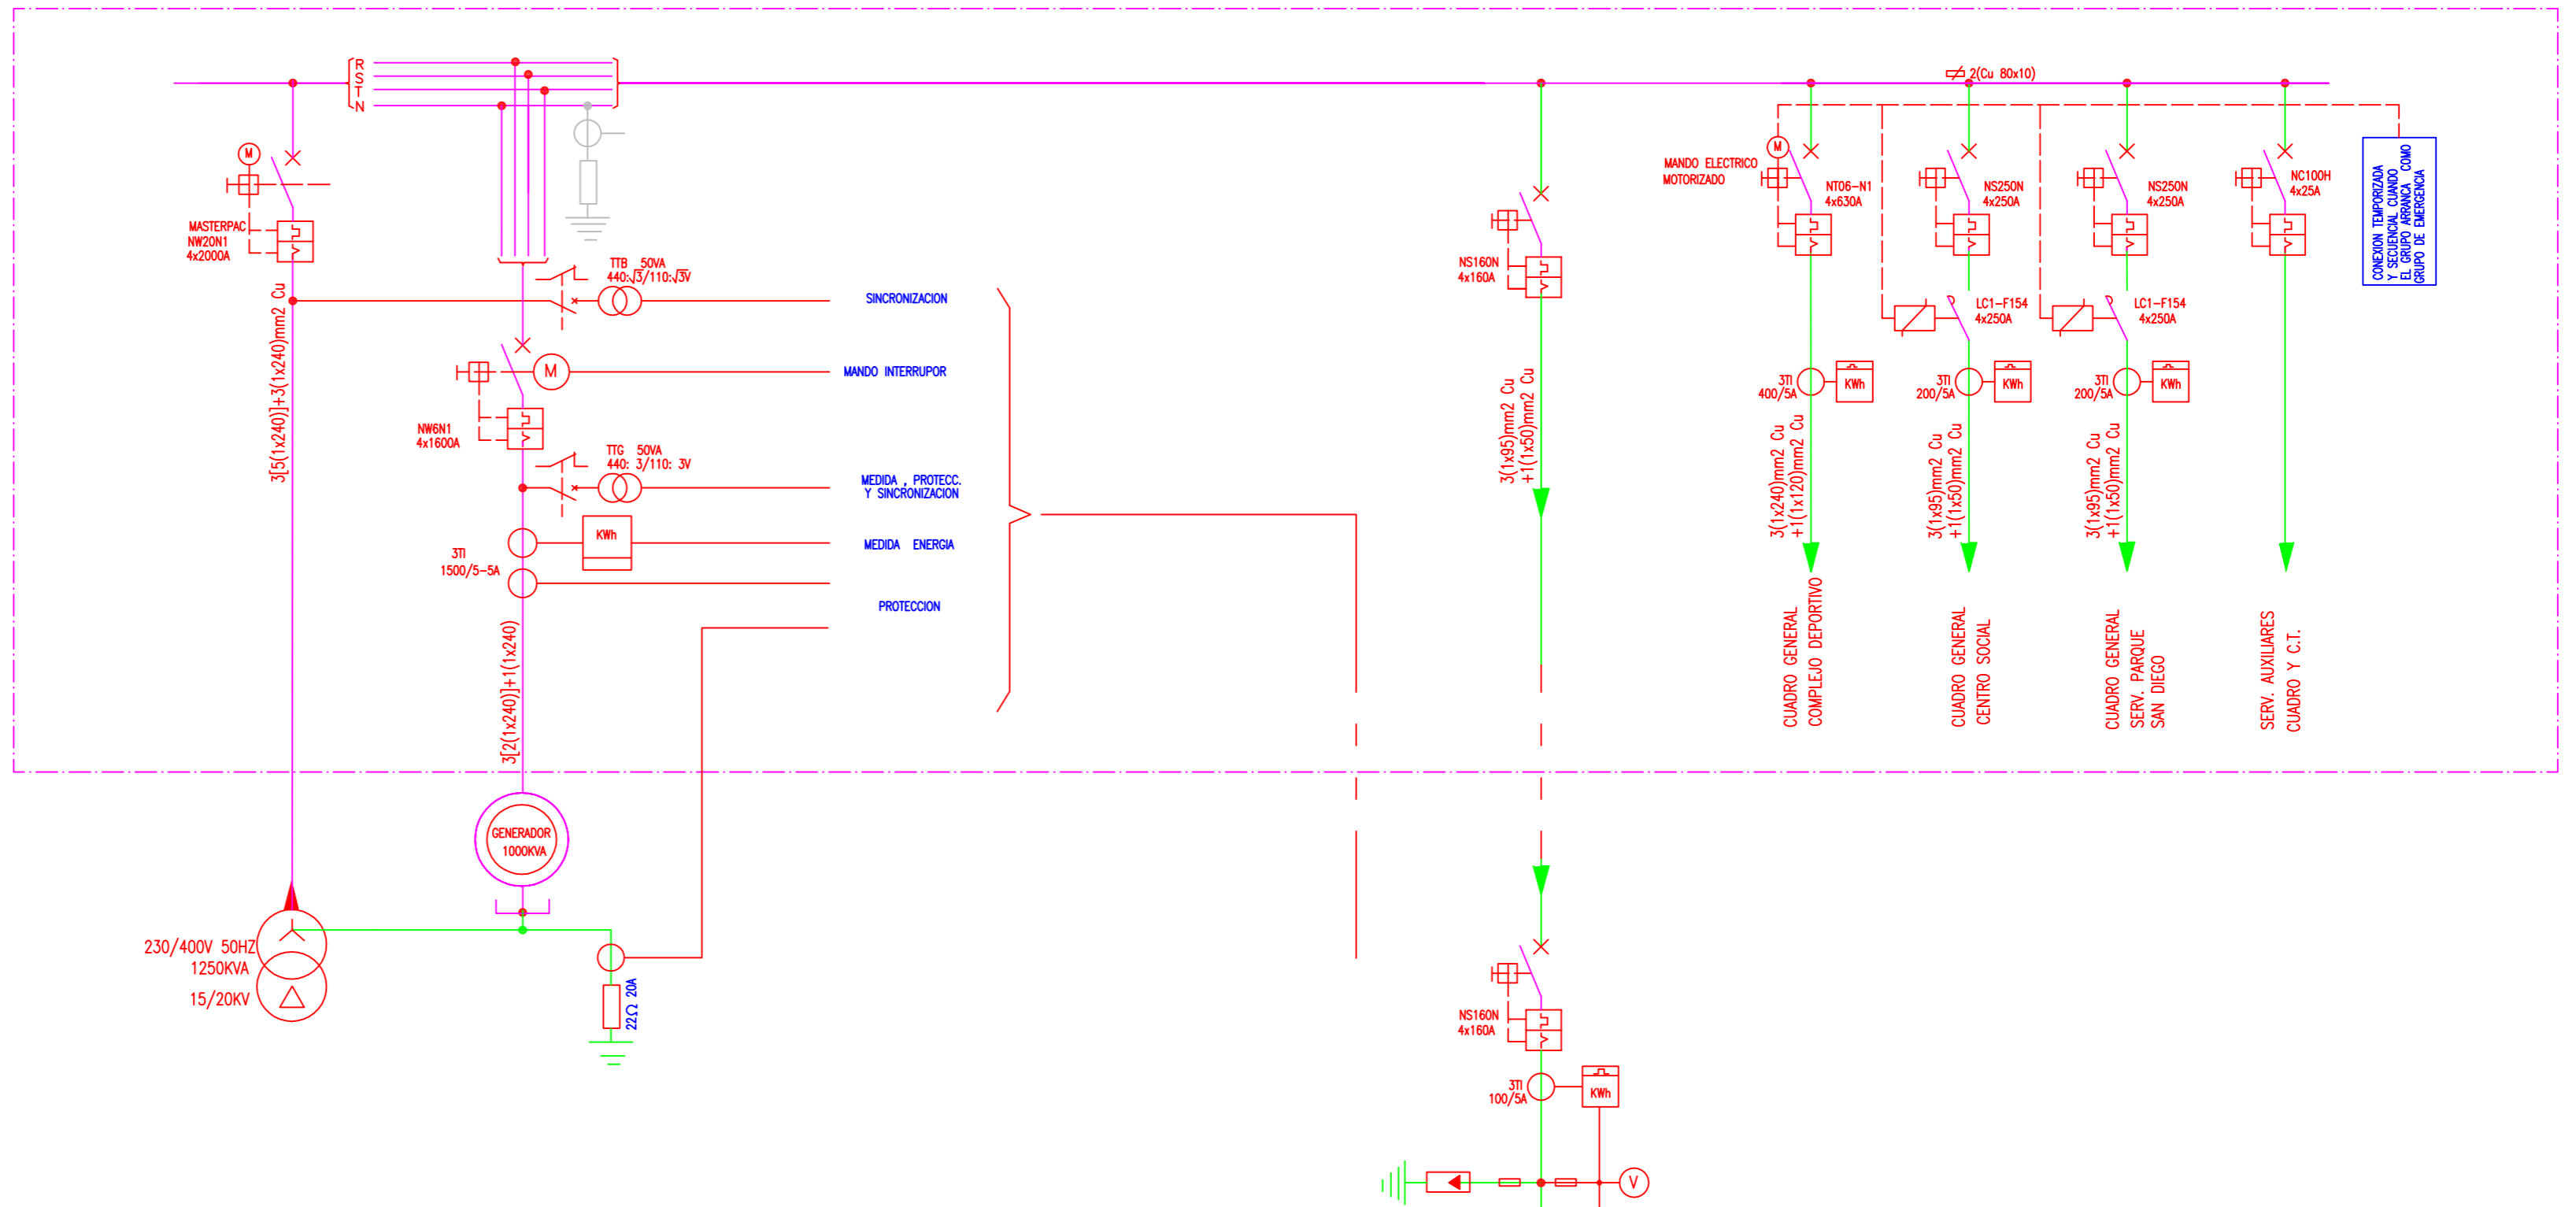 R
S
T
N
2(Cu 80x10)
M
MASTERPAC
NW20N1
4x2000A
3[5(1x240)]+3(1x240)mm2 Cu
TTB 50VA
440:√3/110:√3V
SINCRONIZACION
M
MANDO INTERRUPOR
NW6N1
4x1600A
TTG 50VA
440: 3/110: 3V
MEDIDA , PROTECC.
Y SINCRONIZACION
KWh
MEDIDA ENERGIA
3TI
1500/5-5A
PROTECCION
3[2(1x240)]+1(1x240)
GENERADOR
1000KVA
230/400V 50HZ
1250KVA
15/20KV
22Ω 20A
NS160N
4x160A
3(1x95)mm2 Cu
+1(1x50)mm2 Cu
NS160N
4x160A
3TI
100/5A
KWh
V
MANDO ELECTRICO
MOTORIZADO
M
NT06-N1
4x630A
3TI
400/5A
KWh
3(1x240)mm2 Cu
+1(1x120)mm2 Cu
CUADRO GENERAL
COMPLEJO DEPORTIVO
NS250N
4x250A
LC1-F154
4x250A
3TI
200/5A
KWh
3(1x95)mm2 Cu
+1(1x50)mm2 Cu
CUADRO GENERAL
CENTRO SOCIAL
NS250N
4x250A
LC1-F154
4x250A
3TI
200/5A
KWh
3(1x95)mm2 Cu
+1(1x50)mm2 Cu
CUADRO GENERAL
SERV. PARQUE
SAN DIEGO
NC100H
4x25A
SERV. AUXILIARES
CUADRO Y C.T.
CONEXION TEMPORIZADA
Y SECUENCIAL CUANDO
EL GRUPO ARRANCA COMO
GRUPO DE EMERGENCIA